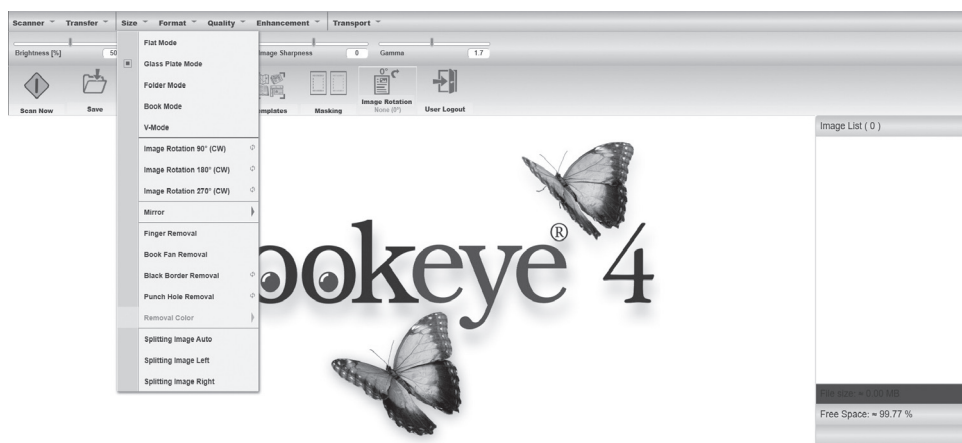 Scanner Transfer Size Format Quality Enhancement Transport
Brightness [%] 50 Image Sharpness 0 Gamma 1.7
Flat Mode
Glass Plate Mode
Folder Mode
Book Mode
V-Mode
Image Rotation 90° (CW)
Image Rotation 180° (CW)
Image Rotation 270° (CW)
Mirror
Finger Removal
Book Fan Removal
Black Border Removal
Punch Hole Removal
Removal Color
Splitting Image Auto
Splitting Image Left
Splitting Image Right
0°
Scan Now Save emplates Masking Image Rotation User Logout
None (0°)
ookeye® 4
Image List ( 0 )
File size: ≈ 0.00 MB
Free Space: ≈ 99.77 %